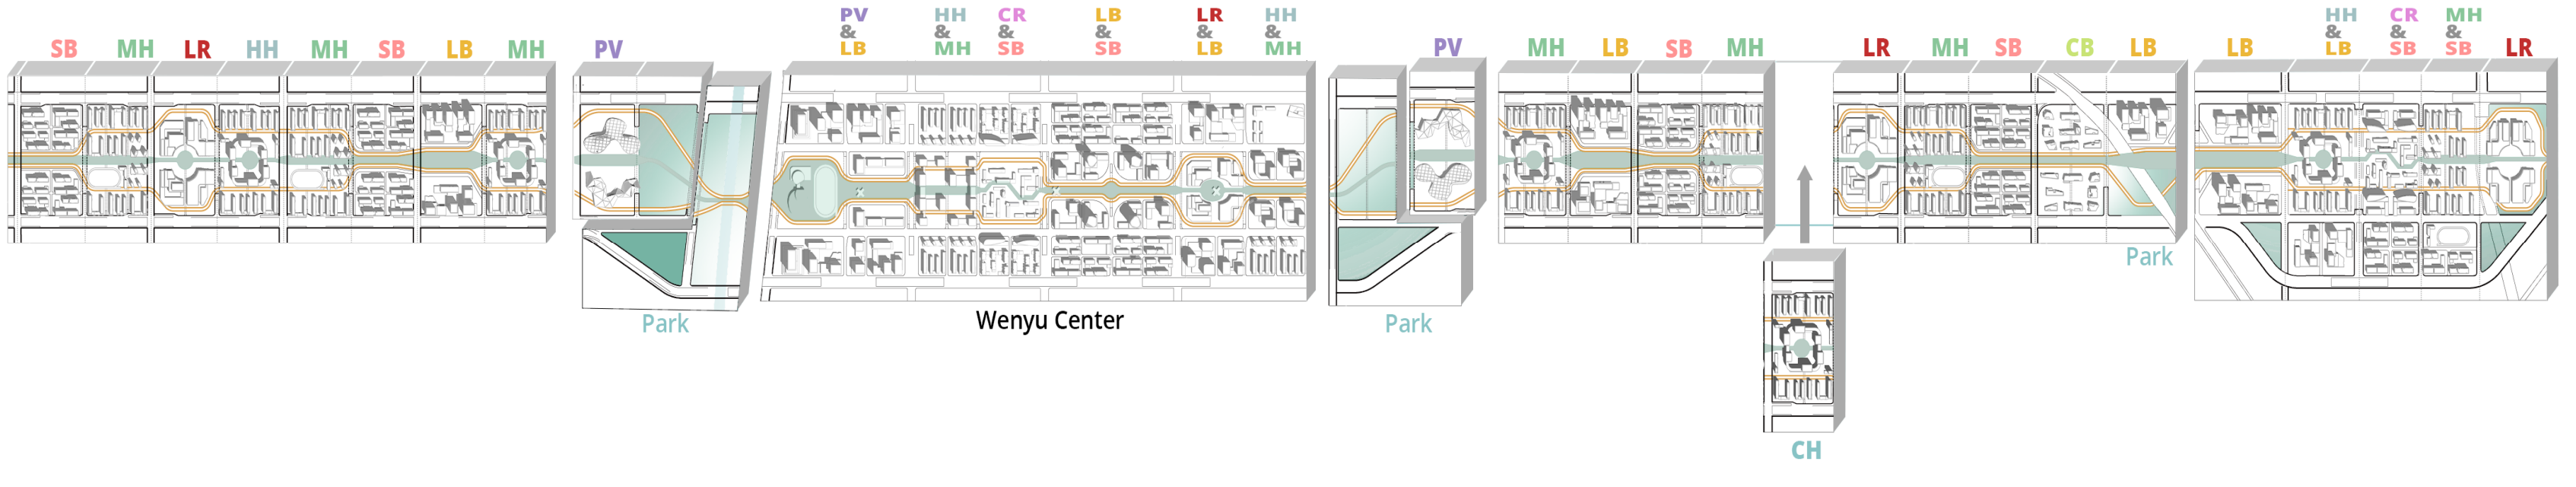 SB MH LR HH MH SB LB MH
PV
PV & LB
HH & MH
CR & SB
LB & SB
LR & LB
HH & MH
PV
MH LB SB MH
LR MH SB CB LB
LB
HH & LB
CR & SB
MH & SB
LR
Park
Wenyu Center
Park
Park
CH